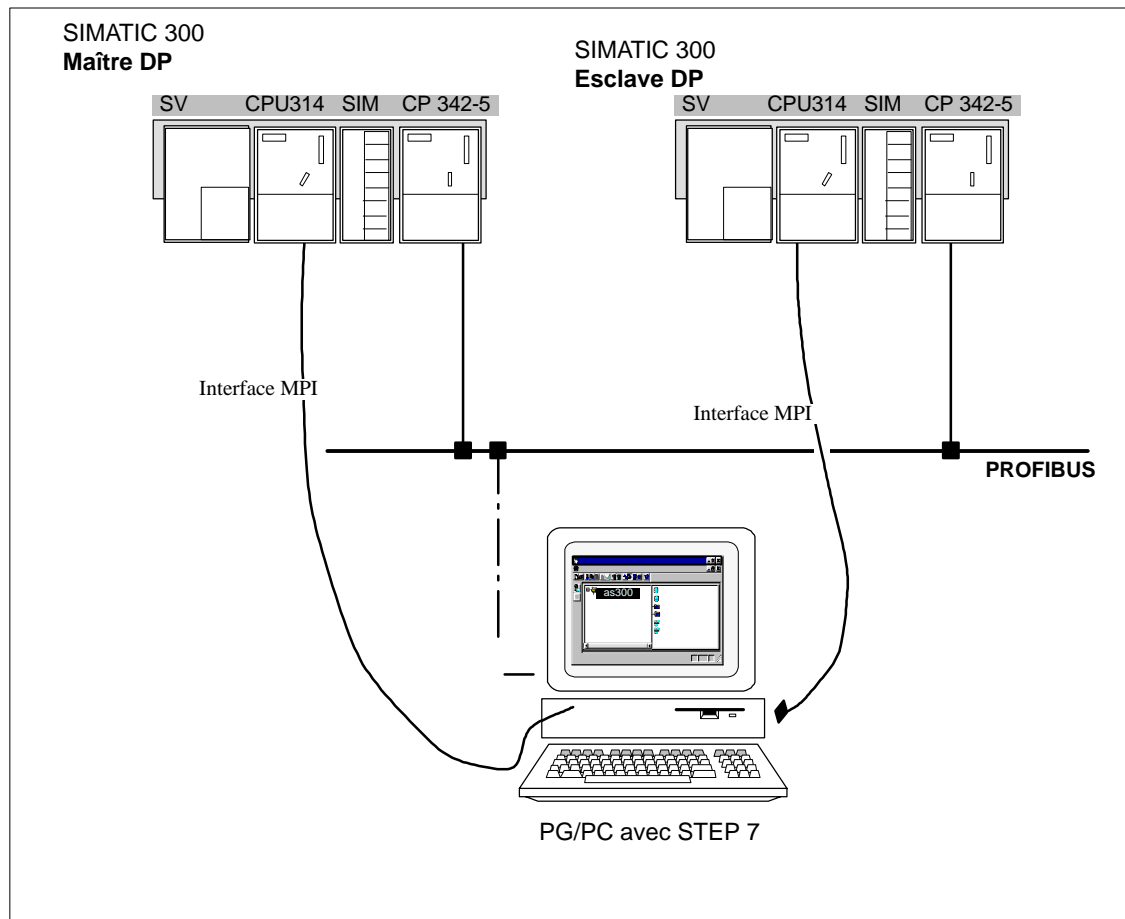 SIMATIC 300
Maître DP
SV CPU314 SIM CP 342-5
SIMATIC 300
Esclave DP
SV CPU314 SIM CP 342-5
Interface MPI
Interface MPI
PROFIBUS
as300
PG/PC avec STEP 7